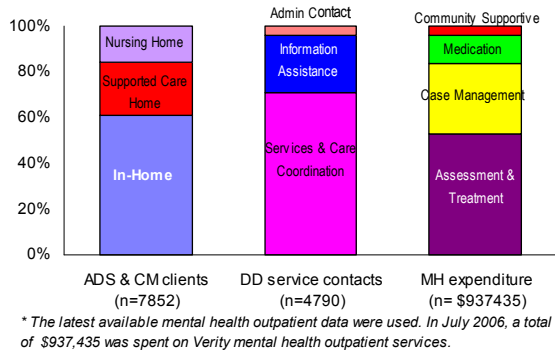 Admin Contact
Community Supportive
100%
80%
60%
40%
20%
0%
Nursing Home
Supported Care
Home
In-Home
Information
Assistance
Services & Care
Coordination
Medication
Case Management
Assessment &
Treatment
ADS & CM clients
(n=7852)
DD service contacts
(n=4790)
MH expenditure
(n= $937435)
* The latest available mental health outpatient data were used. In July 2006, a total
of $937,435 was spent on Verity mental health outpatient services.